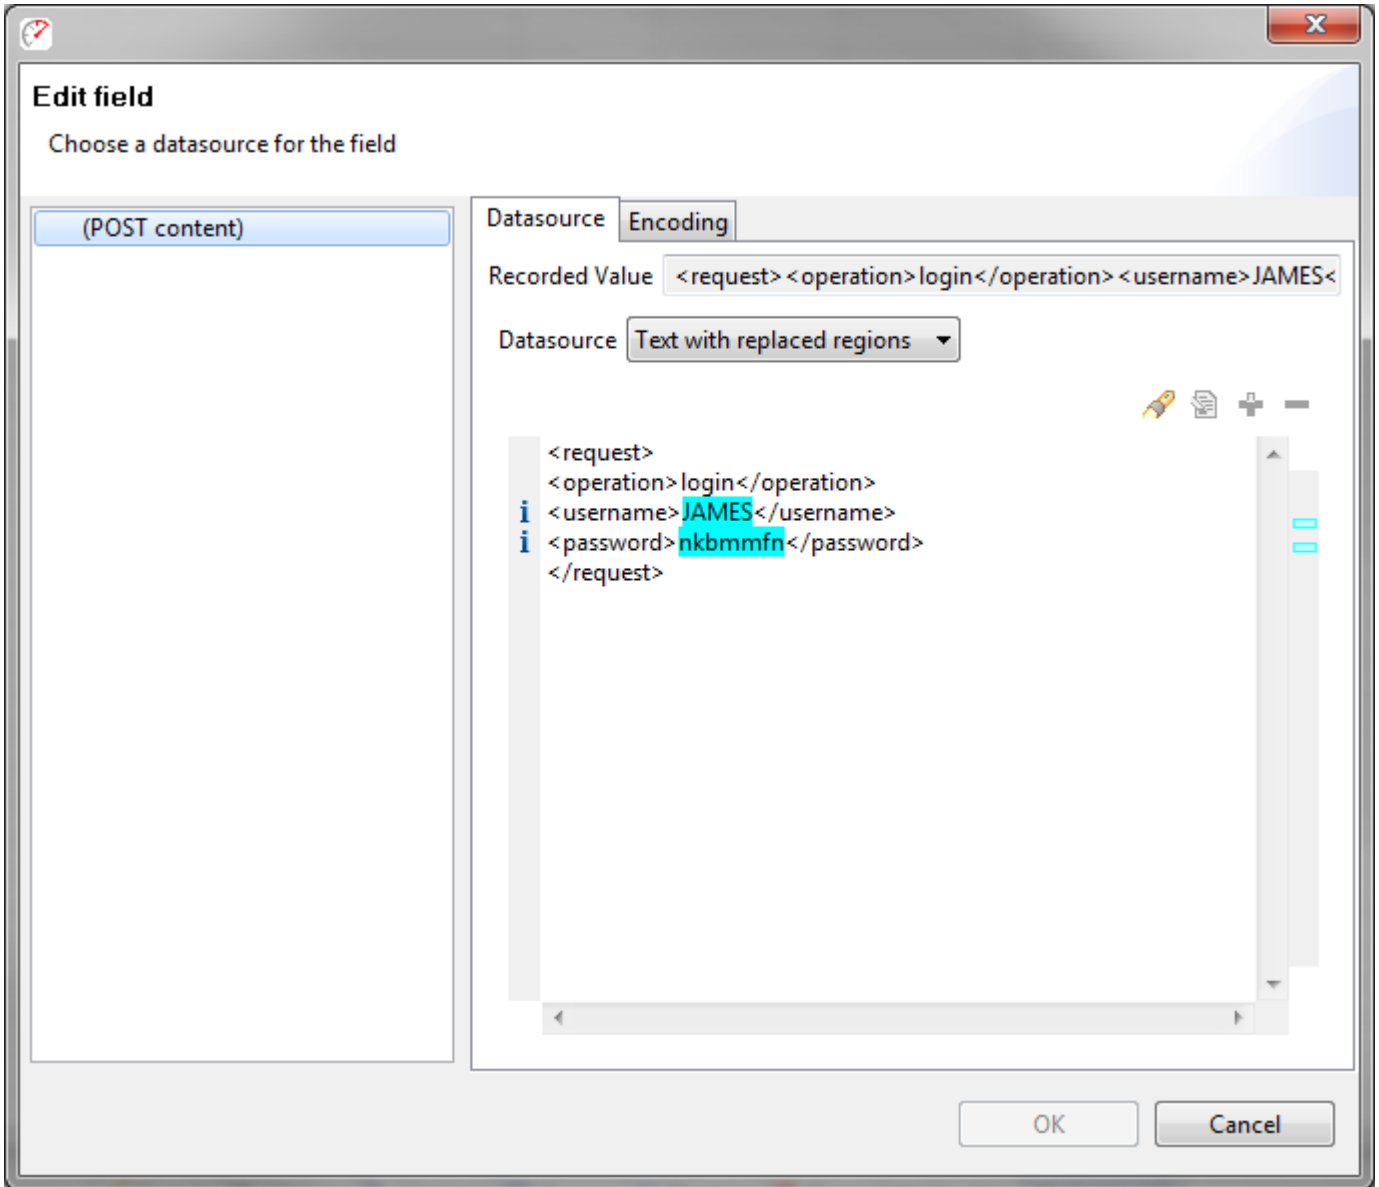 Edit field
Choose a datasource for the field
(POST content)
Datasource
Encoding
Recorded Value <request><operation>login</operation><username>JAMES<
Datasource Text with replaced regions
<request>
<operation>login</operation>
<username>JAMES</username>
<password>nkbmmfn</password>
</request>
OK
Cancel